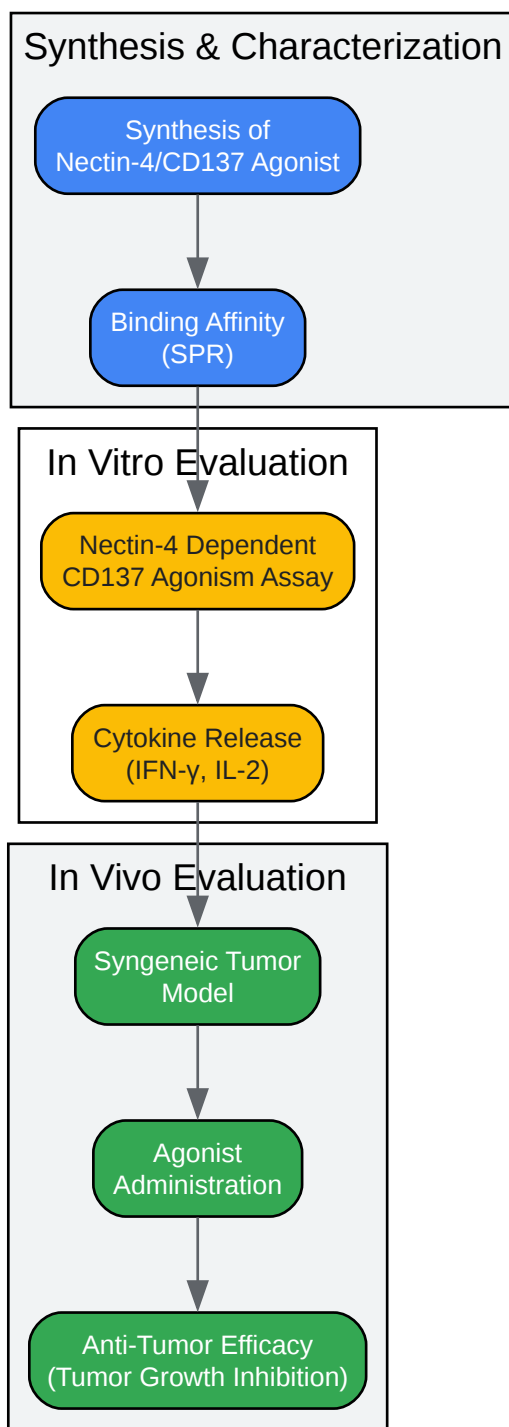 Synthesis & Characterization
Synthesis of
Nectin-4/CD137 Agonist
Binding Affinity
(SPR)
In Vitro Evaluation
Nectin-4 Dependent
CD137 Agonism Assay
Cytokine Release
(IFN-γ, IL-2)
In Vivo Evaluation
Syngeneic Tumor
Model
Agonist
Administration
Anti-Tumor Efficacy
(Tumor Growth Inhibition)